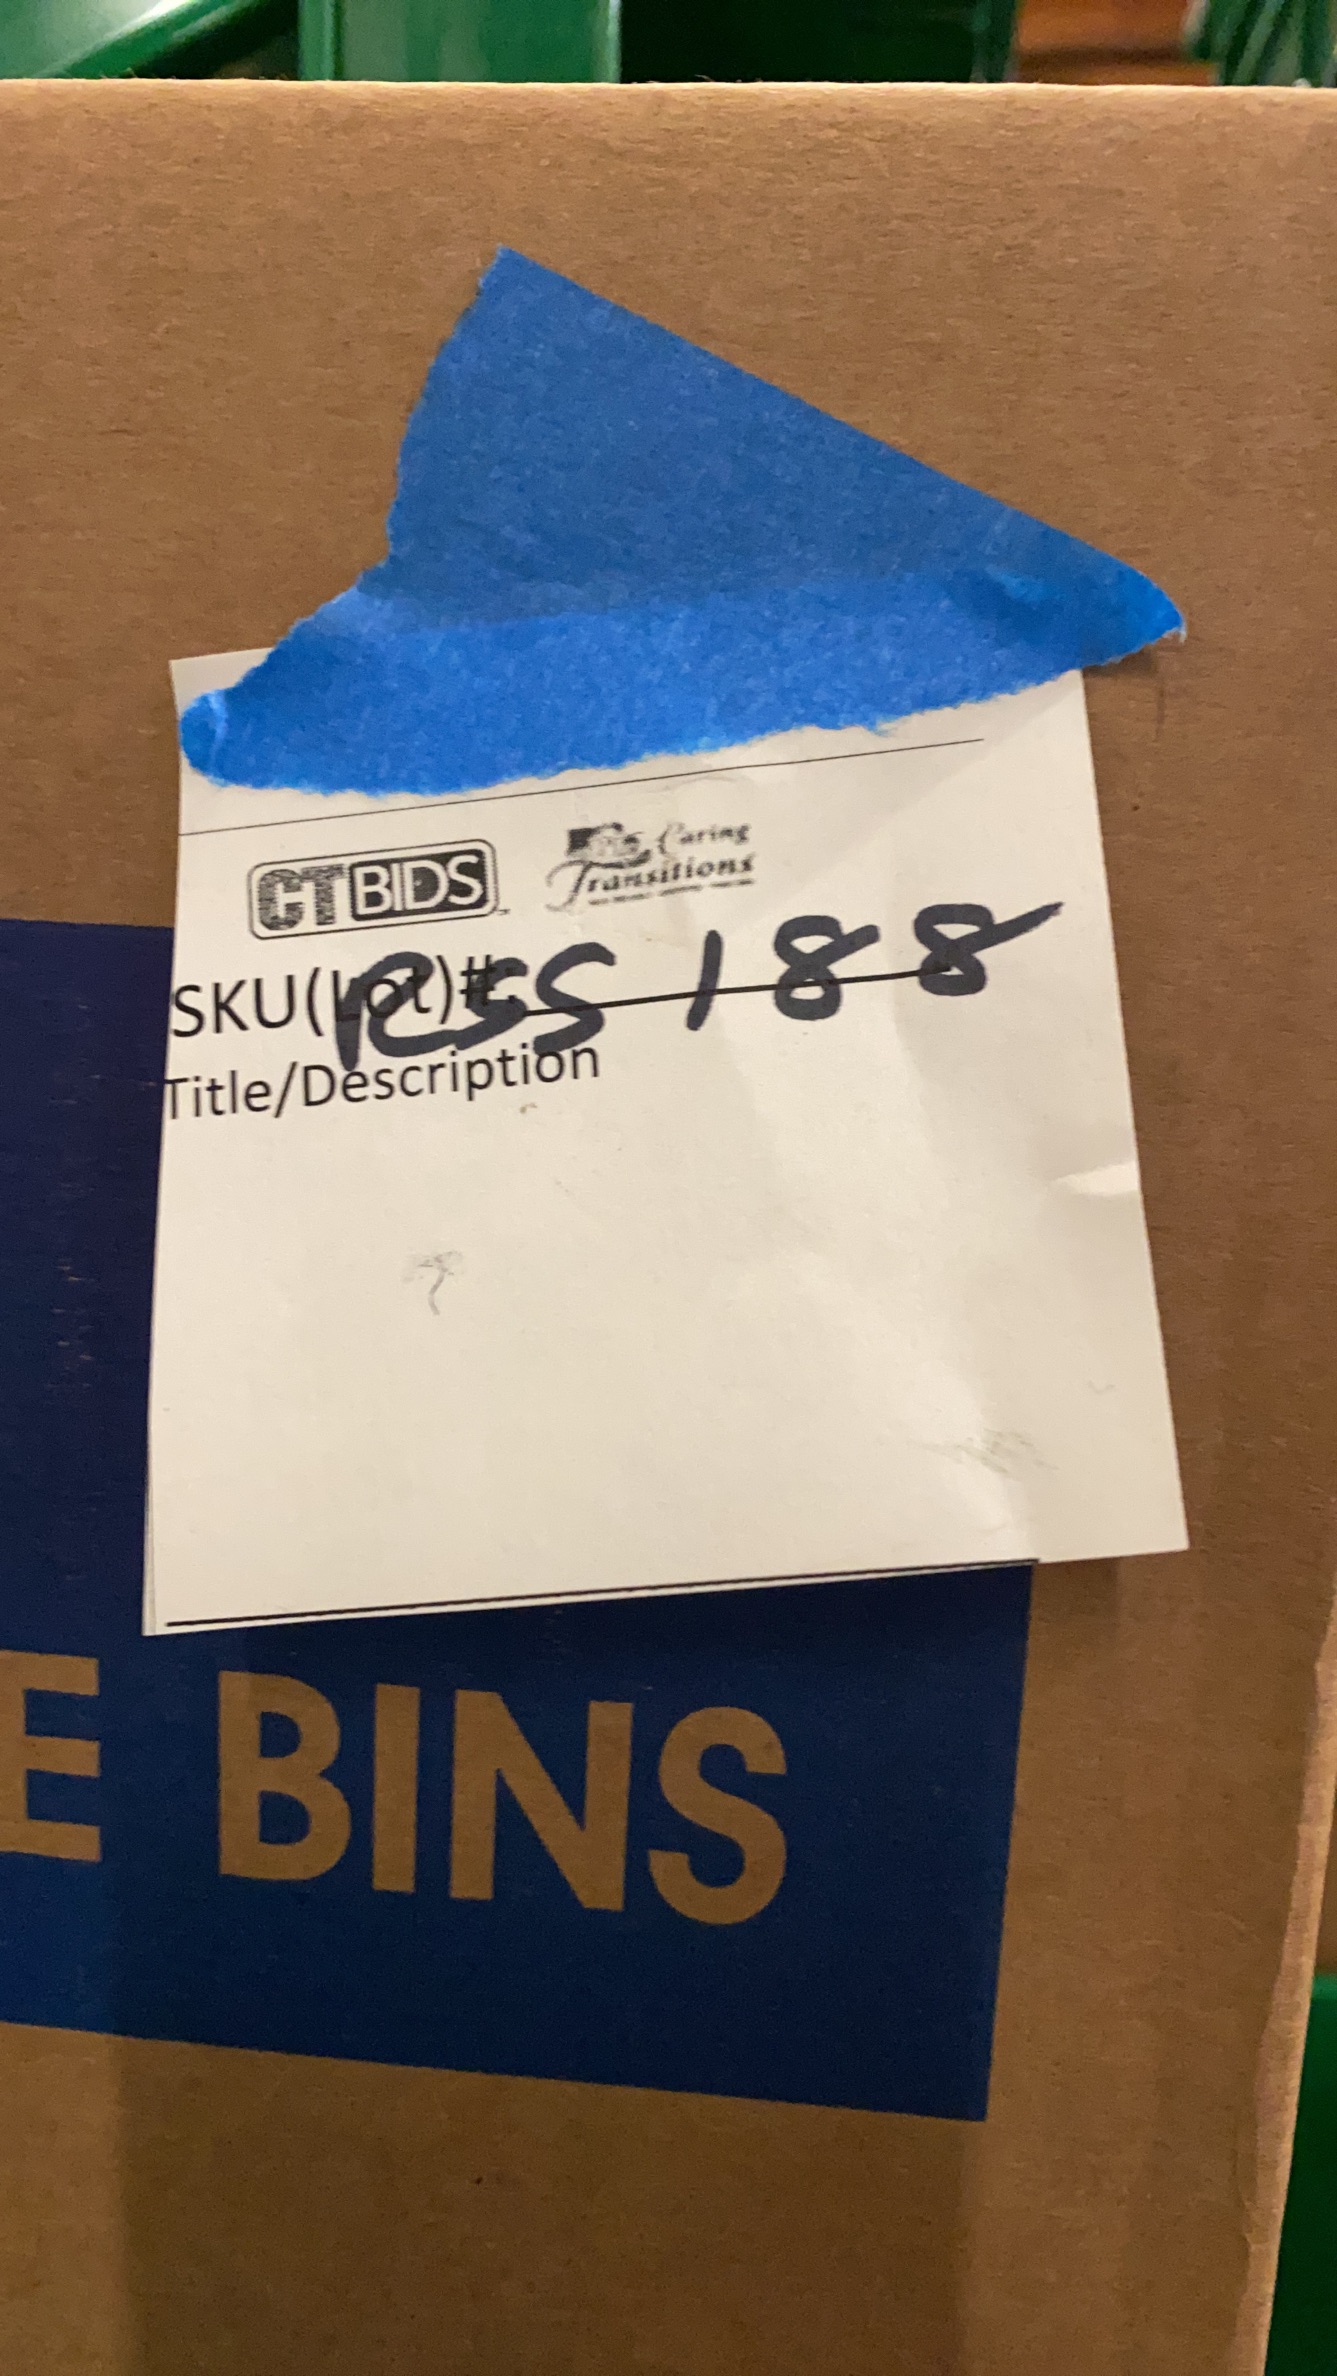 CTBIDS
Caring
Transitions
SKU(Lot)#: RSS 188
Title/Description
E BINS